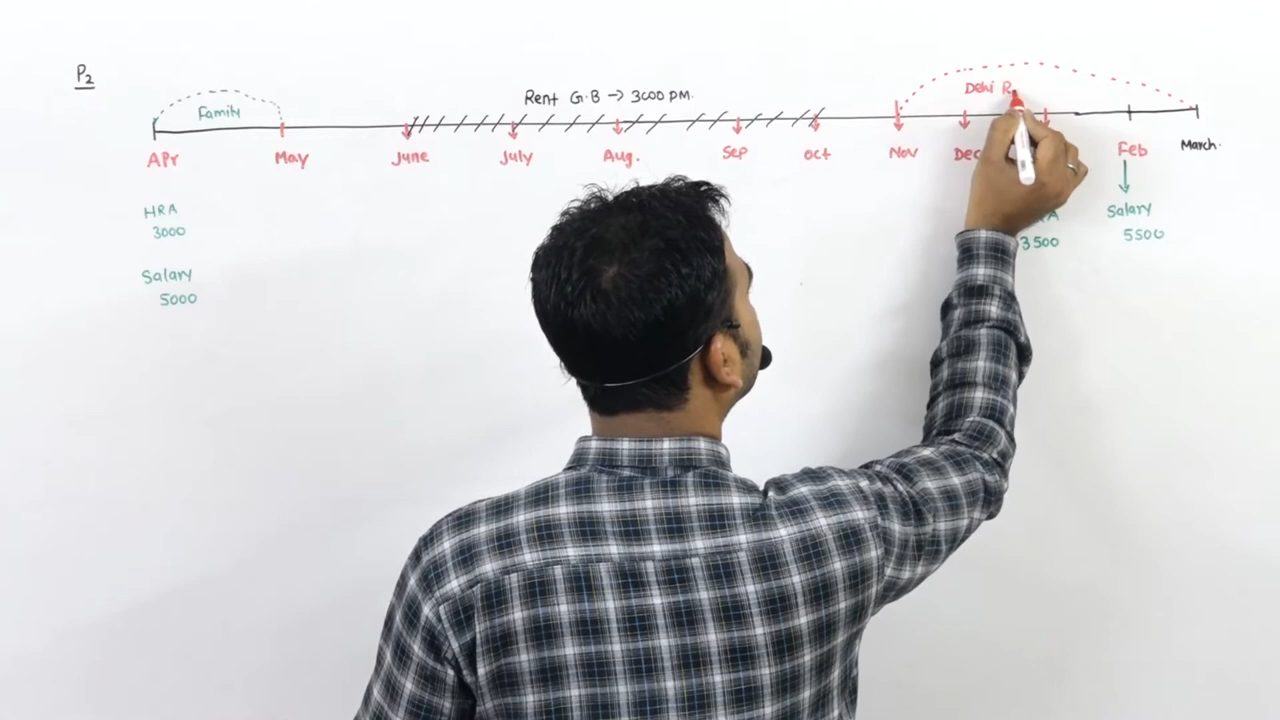 P2
Family
Rent G.B → 3000 PM.
Delhi R
APr May June July Aug. Sep oct Nov Dec Feb March.
HRA
3000
Salary
5000
3500
Salary
5500